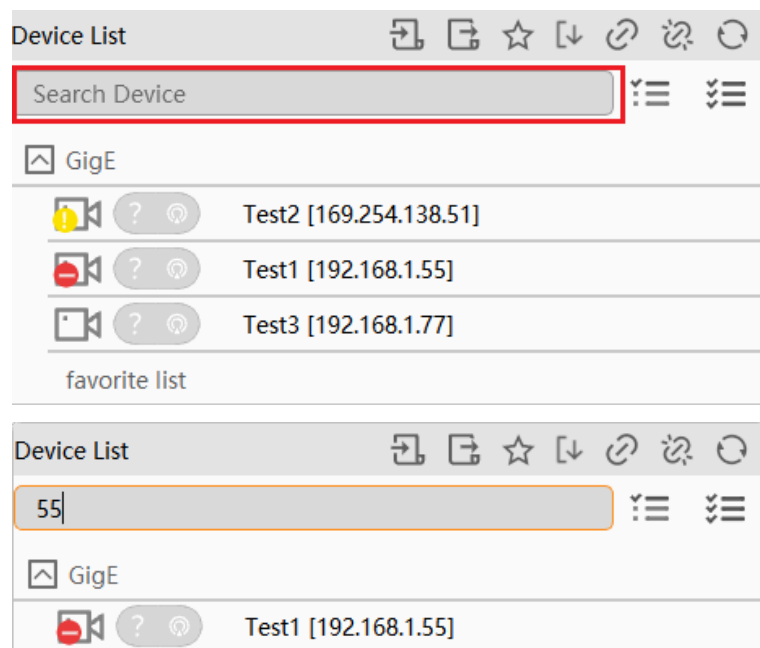 Device List
Search Device
GigE
? Test2 [169.254.138.51]
? Test1 [192.168.1.55]
? Test3 [192.168.1.77]
favorite list
Device List
55
GigE
? Test1 [192.168.1.55]